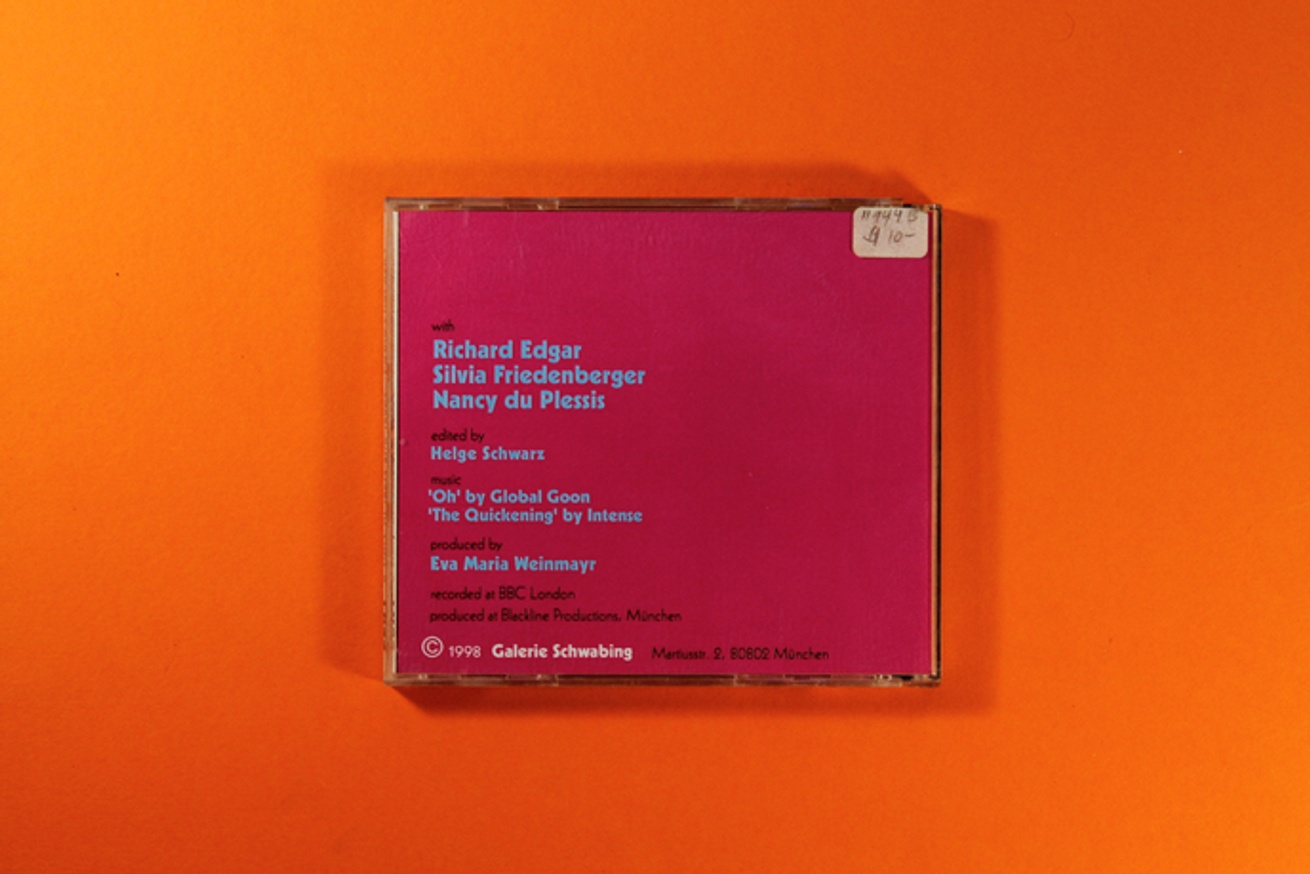 10-
with
Richard Edgar
Silvia Friedenberger
Nancy du Plessis
edited by
Helge Schwarz
music
'Oh' by Global Goon
'The Quickening' by Intense
produced by
Eva Maria Weinmayr
recorded at BBC London
produced at Blackline Productions, München
© 1998 Galerie Schwabing Martiusstr. 2, 80802 München